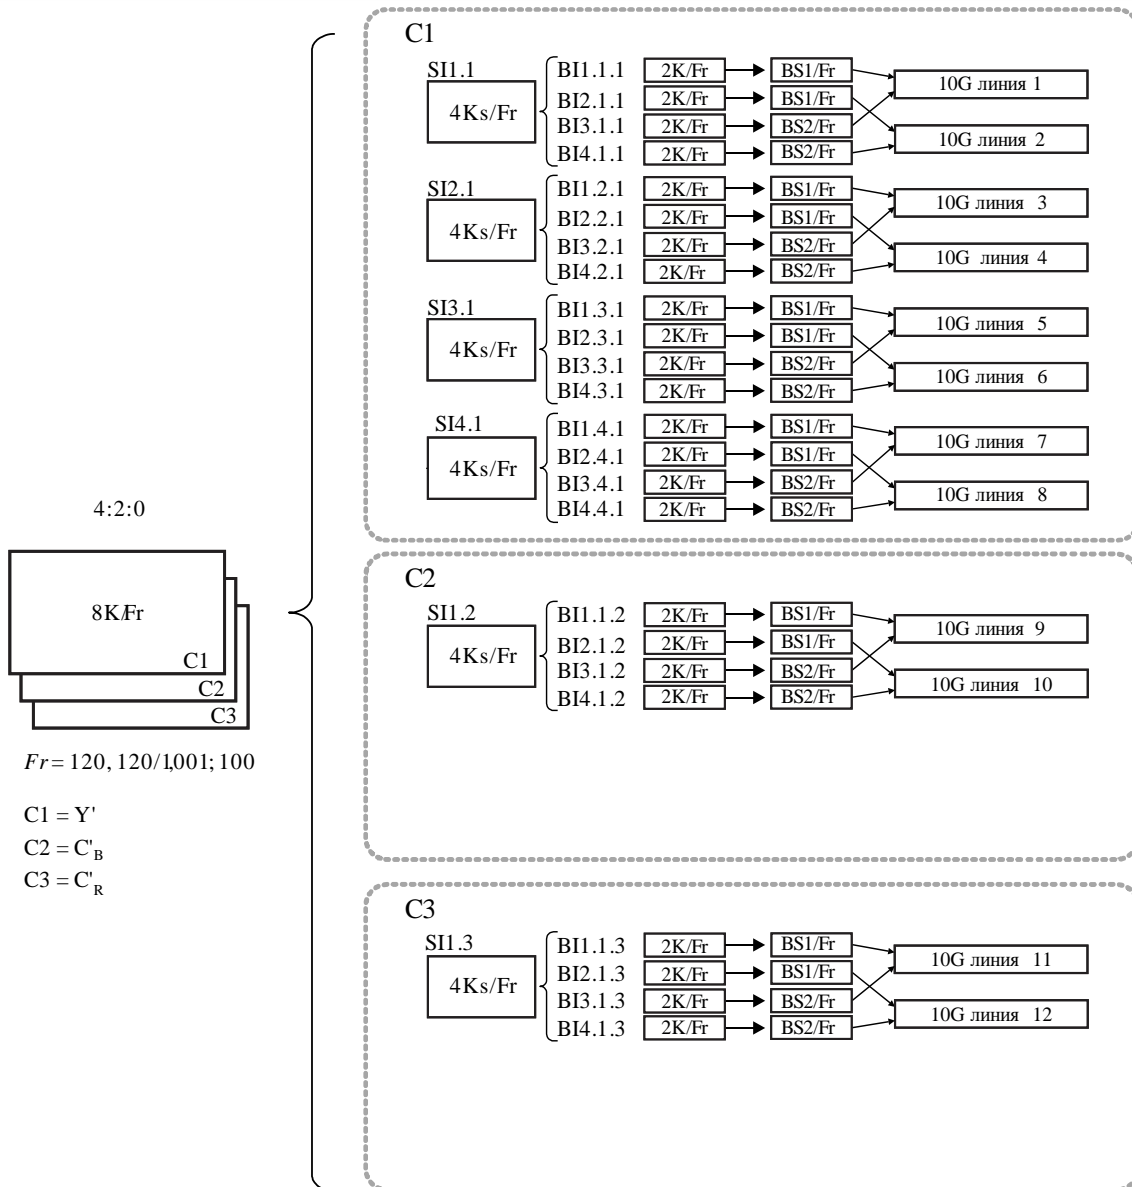 4:2:0
8K/Fr
C1
C2
C3
Fr = 120, 120/1,001; 100
C1 = Y'
C2 = C'B
C3 = C'R
C1
SI1.1
4Ks/Fr
BI1.1.1 2K/Fr BS1/Fr
BI2.1.1 2K/Fr BS1/Fr
BI3.1.1 2K/Fr BS2/Fr
BI4.1.1 2K/Fr BS2/Fr
10G линия 1
10G линия 2
SI2.1
4Ks/Fr
BI1.2.1 2K/Fr BS1/Fr
BI2.2.1 2K/Fr BS1/Fr
BI3.2.1 2K/Fr BS2/Fr
BI4.2.1 2K/Fr BS2/Fr
10G линия 3
10G линия 4
SI3.1
4Ks/Fr
BI1.3.1 2K/Fr BS1/Fr
BI2.3.1 2K/Fr BS1/Fr
BI3.3.1 2K/Fr BS2/Fr
BI4.3.1 2K/Fr BS2/Fr
10G линия 5
10G линия 6
SI4.1
4Ks/Fr
BI1.4.1 2K/Fr BS1/Fr
BI2.4.1 2K/Fr BS1/Fr
BI3.4.1 2K/Fr BS2/Fr
BI4.4.1 2K/Fr BS2/Fr
10G линия 7
10G линия 8
C2
SI1.2
4Ks/Fr
BI1.1.2 2K/Fr BS1/Fr
BI2.1.2 2K/Fr BS1/Fr
BI3.1.2 2K/Fr BS2/Fr
BI4.1.2 2K/Fr BS2/Fr
10G линия 9
10G линия 10
C3
SI1.3
4Ks/Fr
BI1.1.3 2K/Fr BS1/Fr
BI2.1.3 2K/Fr BS1/Fr
BI3.1.3 2K/Fr BS2/Fr
BI4.1.3 2K/Fr BS2/Fr
10G линия 11
10G линия 12